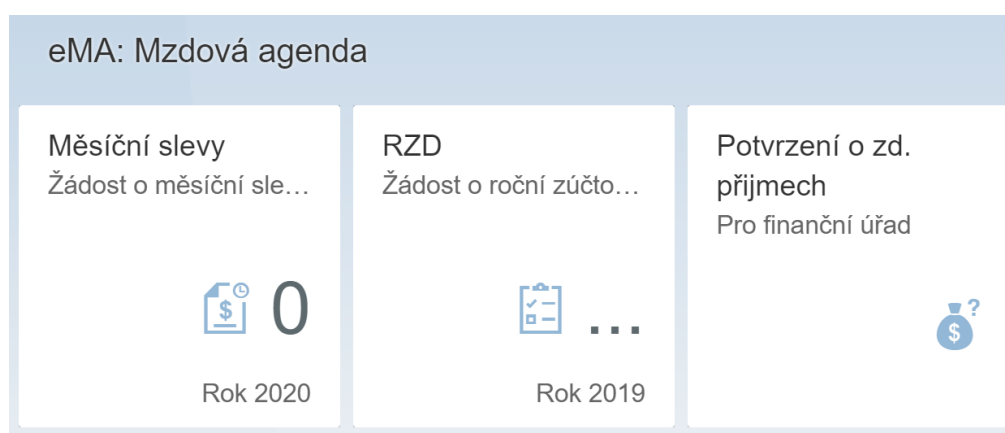 eMA: Mzdová agenda
Měsíční slevy
Žádost o měsíční sle…
0
Rok 2020
RZD
Žádost o roční zúčto…
...
Rok 2019
Potvrzení o zd.
přijmech
Pro finanční úřad